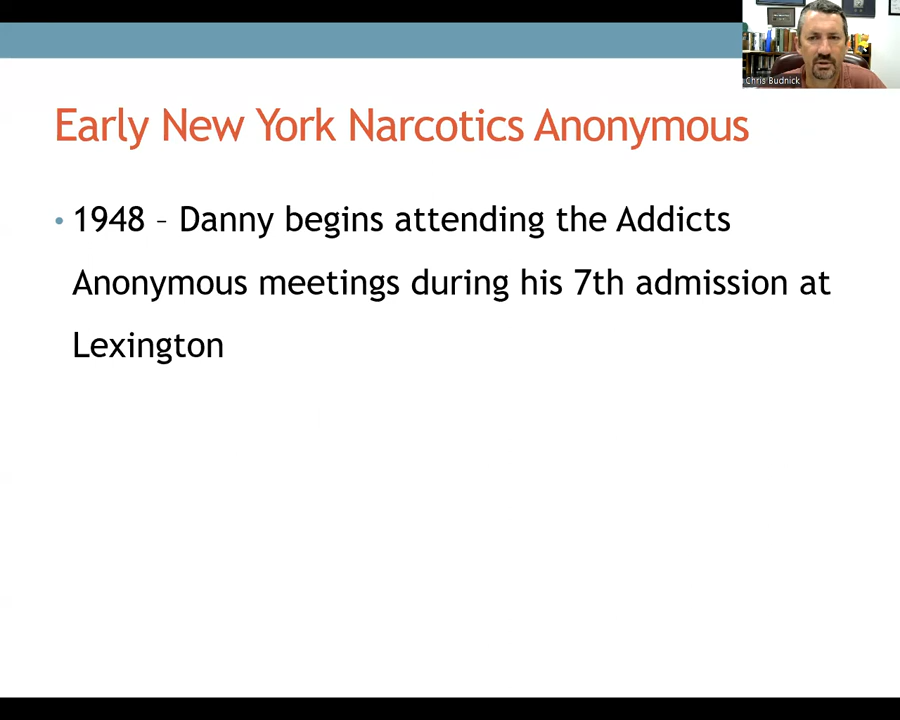 Chris Budnick
Early New York Narcotics Anonymous
• 1948 – Danny begins attending the Addicts
Anonymous meetings during his 7th admission at
Lexington